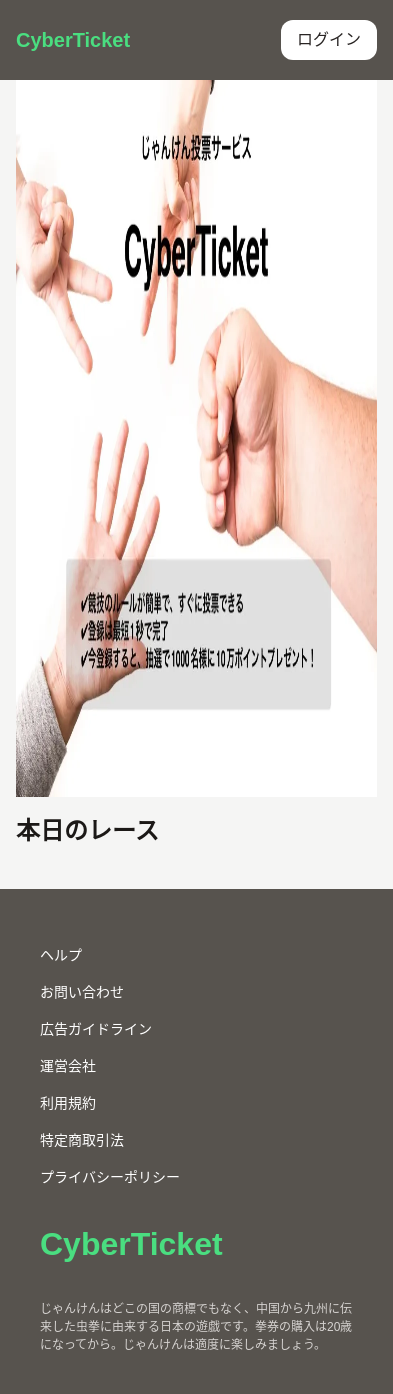 CyberTicket
ログイン
じゃんけん投票サービス
CyberTicket
✓競技のルールが簡単で、すぐに投票できる
✓登録は最短1秒で完了
✓今登録すると、抽選で1000名様に10万ポイントプレゼント！
本日のレース
ヘルプ
お問い合わせ
広告ガイドライン
運営会社
利用規約
特定商取引法
プライバシーポリシー
CyberTicket
じゃんけんはどこの国の商標でもなく、中国から九州に伝
来した虫拳に由来する日本の遊戯です。拳券の購入は20歳
になってから。じゃんけんは適度に楽しみましょう。